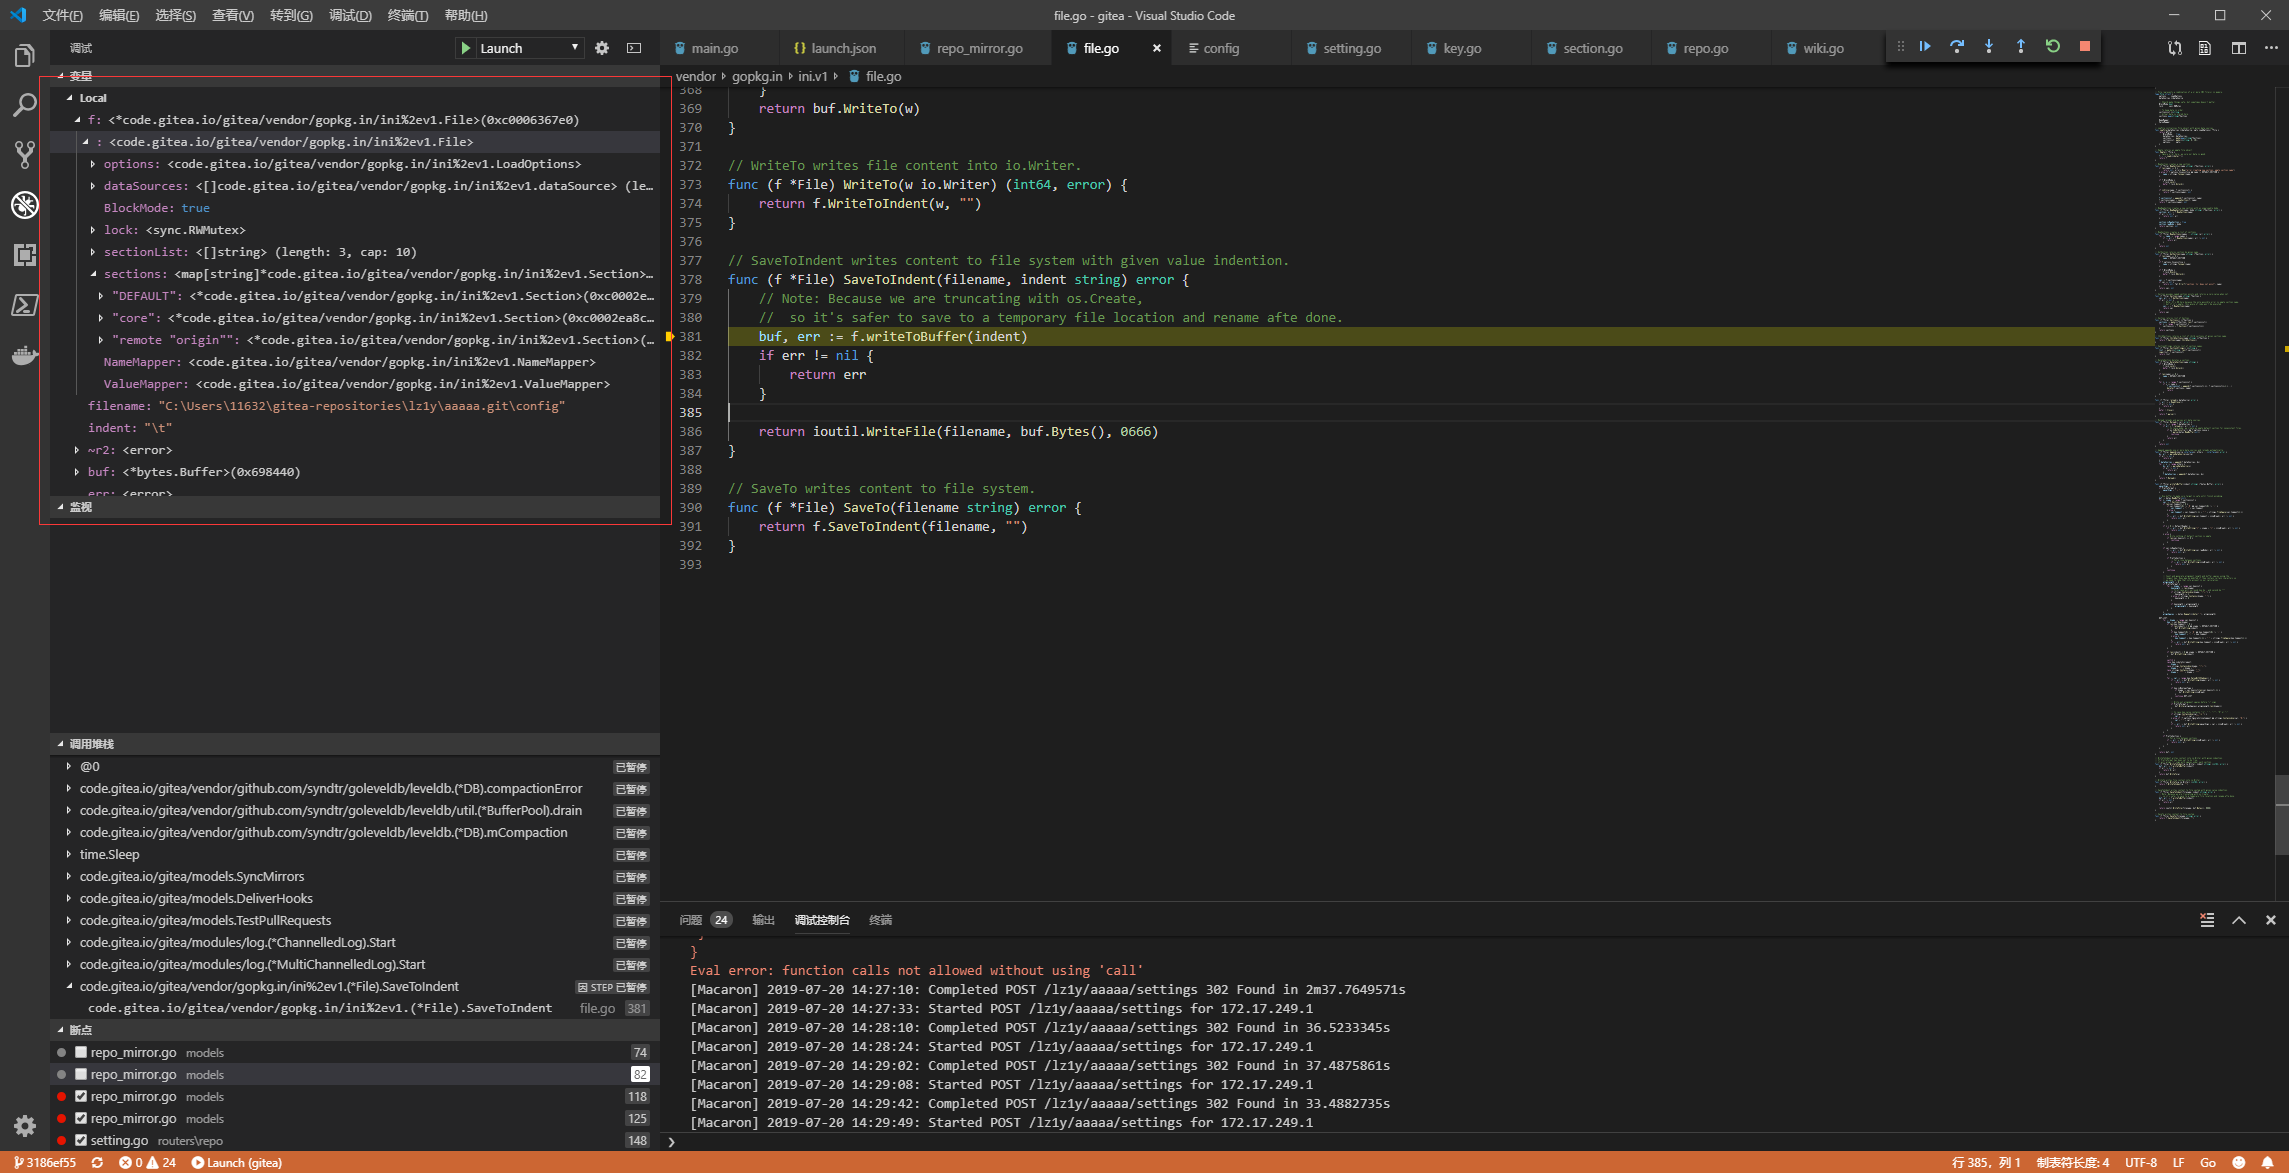 文件(F) 编辑(E) 选择(S) 查看(V) 转到(G) 调试(D) 终端(T) 帮助(H)
file.go - gitea - Visual Studio Code
调试
Launch
main.go
launch.json
repo_mirror.go
file.go
config
setting.go
key.go
section.go
repo.go
wiki.go
变量
Local
f: <*code.gitea.io/gitea/vendor/gopkg.in/ini%2ev1.File>(0xc0006367e0)
: <code.gitea.io/gitea/vendor/gopkg.in/ini%2ev1.File>
options: <code.gitea.io/gitea/vendor/gopkg.in/ini%2ev1.LoadOptions>
dataSources: <[]code.gitea.io/gitea/vendor/gopkg.in/ini%2ev1.dataSource> (le…
BlockMode: true
lock: <sync.RWMutex>
sectionList: <[]string> (length: 3, cap: 10)
sections: <map[string]*code.gitea.io/gitea/vendor/gopkg.in/ini%2ev1.Section>…
"DEFAULT": <*code.gitea.io/gitea/vendor/gopkg.in/ini%2ev1.Section>(0xc0002e…
"core": <*code.gitea.io/gitea/vendor/gopkg.in/ini%2ev1.Section>(0xc0002ea8c…
"remote "origin"": <*code.gitea.io/gitea/vendor/gopkg.in/ini%2ev1.Section>(…
NameMapper: <code.gitea.io/gitea/vendor/gopkg.in/ini%2ev1.NameMapper>
ValueMapper: <code.gitea.io/gitea/vendor/gopkg.in/ini%2ev1.ValueMapper>
filename: "C:\Users\11632\gitea-repositories\lz1y\aaaaa.git\config"
indent: "\t"
~r2: <error>
buf: <*bytes.Buffer>(0x698440)
err: <error>
监视
调用堆栈
@0 已暂停
code.gitea.io/gitea/vendor/github.com/syndtr/goleveldb/leveldb.(*DB).compactionError 已暂停
code.gitea.io/gitea/vendor/github.com/syndtr/goleveldb/leveldb/util.(*BufferPool).drain 已暂停
code.gitea.io/gitea/vendor/github.com/syndtr/goleveldb/leveldb.(*DB).mCompaction 已暂停
time.Sleep 已暂停
code.gitea.io/gitea/models.SyncMirrors 已暂停
code.gitea.io/gitea/models.DeliverHooks 已暂停
code.gitea.io/gitea/models.TestPullRequests 已暂停
code.gitea.io/gitea/modules/log.(*ChannelledLog).Start 已暂停
code.gitea.io/gitea/modules/log.(*MultiChannelledLog).Start 已暂停
code.gitea.io/gitea/vendor/gopkg.in/ini%2ev1.(*File).SaveToIndent 因 STEP 已暂停
code.gitea.io/gitea/vendor/gopkg.in/ini%2ev1.(*File).SaveToIndent file.go 381
断点
repo_mirror.go models 74
repo_mirror.go models 82
repo_mirror.go models 118
repo_mirror.go models 125
setting.go routers\repo 148
vendor gopkg.in ini.v1 file.go
368 }
369 return buf.WriteTo(w)
370 }
371
372 // WriteTo writes file content into io.Writer.
373 func (f *File) WriteTo(w io.Writer) (int64, error) {
374 return f.WriteToIndent(w, "")
375 }
376
377 // SaveToIndent writes content to file system with given value indention.
378 func (f *File) SaveToIndent(filename, indent string) error {
379 // Note: Because we are truncating with os.Create,
380 //  so it's safer to save to a temporary file location and rename afte done.
381 buf, err := f.writeToBuffer(indent)
382 if err != nil {
383 return err
384 }
385
386 return ioutil.WriteFile(filename, buf.Bytes(), 0666)
387 }
388
389 // SaveTo writes content to file system.
390 func (f *File) SaveTo(filename string) error {
391 return f.SaveToIndent(filename, "")
392 }
393
问题 24 输出 调试控制台 终端
}
Eval error: function calls not allowed without using 'call'
[Macaron] 2019-07-20 14:27:10: Completed POST /lz1y/aaaaa/settings 302 Found in 2m37.7649571s
[Macaron] 2019-07-20 14:27:33: Started POST /lz1y/aaaaa/settings for 172.17.249.1
[Macaron] 2019-07-20 14:28:10: Completed POST /lz1y/aaaaa/settings 302 Found in 36.5233345s
[Macaron] 2019-07-20 14:28:24: Started POST /lz1y/aaaaa/settings for 172.17.249.1
[Macaron] 2019-07-20 14:29:02: Completed POST /lz1y/aaaaa/settings 302 Found in 37.4875861s
[Macaron] 2019-07-20 14:29:08: Started POST /lz1y/aaaaa/settings for 172.17.249.1
[Macaron] 2019-07-20 14:29:42: Completed POST /lz1y/aaaaa/settings 302 Found in 33.4882735s
[Macaron] 2019-07-20 14:29:49: Started POST /lz1y/aaaaa/settings for 172.17.249.1
3186ef55 0 24 Launch (gitea)
行 385，列 1 制表符长度: 4 UTF-8 LF Go